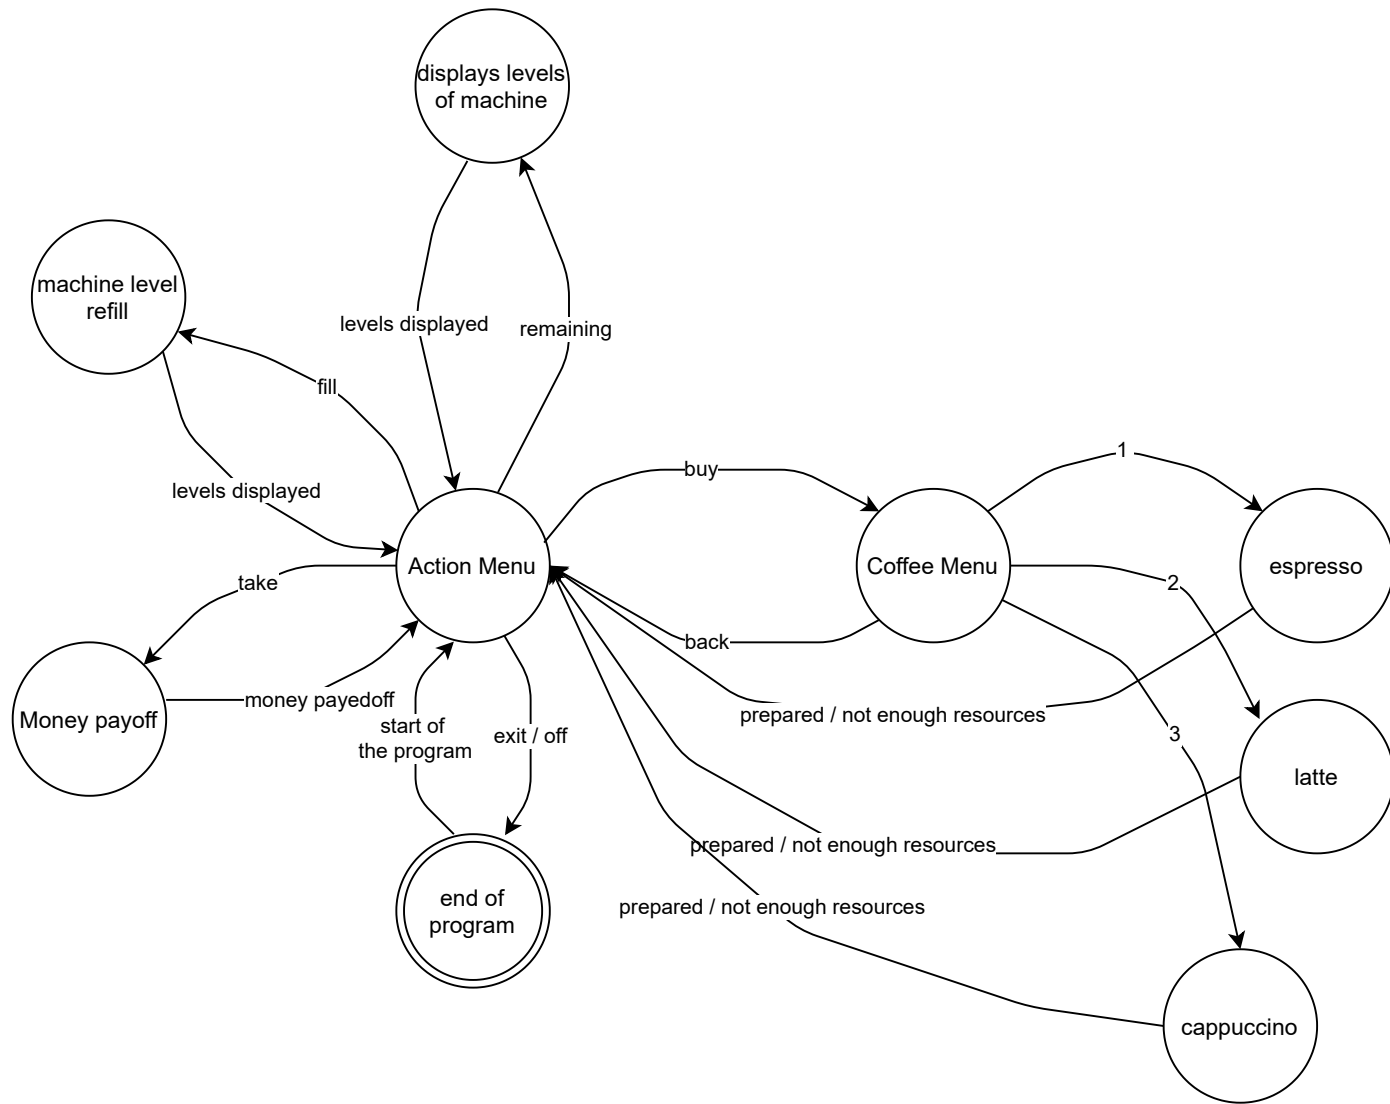 displays levels
of machine
machine level
refill
levels displayed
remaining
fill
levels displayed
buy
1
Action Menu
Coffee Menu
espresso
take
2
back
Money payoff
money payedoff
prepared / not enough resources
start of
the program
exit / off
3
latte
prepared / not enough resources
end of
program
prepared / not enough resources
cappuccino